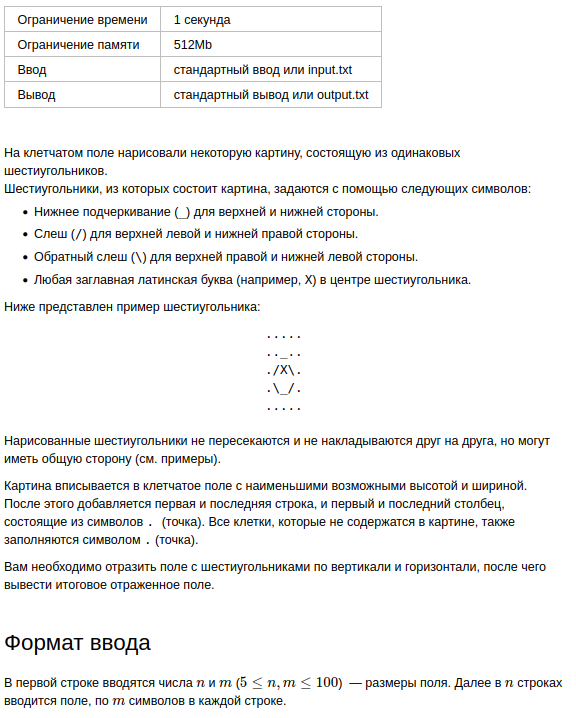 Ограничение времени 1 секунда
Ограничение памяти 512Mb
Ввод стандартный ввод или input.txt
Вывод стандартный вывод или output.txt
На клетчатом поле нарисовали некоторую картину, состоящую из одинаковых
шестиугольников.
Шестиугольники, из которых состоит картина, задаются с помощью следующих символов:
• Нижнее подчеркивание (_) для верхней и нижней стороны.
• Слеш (/) для верхней левой и нижней правой стороны.
• Обратный слеш (\) для верхней правой и нижней левой стороны.
• Любая заглавная латинская буква (например, X) в центре шестиугольника.
Ниже представлен пример шестиугольника:
.....
.._..
./X\.
.\_/.
.....
Нарисованные шестиугольники не пересекаются и не накладываются друг на друга, но могут
иметь общую сторону (см. примеры).
Картина вписывается в клетчатое поле с наименьшими возможными высотой и шириной.
После этого добавляется первая и последняя строка, и первый и последний столбец,
состоящие из символов . (точка). Все клетки, которые не содержатся в картине, также
заполняются символом . (точка).
Вам необходимо отразить поле с шестиугольниками по вертикали и горизонтали, после чего
вывести итоговое отраженное поле.
Формат ввода
В первой строке вводятся числа n и m (5 ≤ n, m ≤ 100) — размеры поля. Далее в n строках
вводится поле, по m символов в каждой строке.